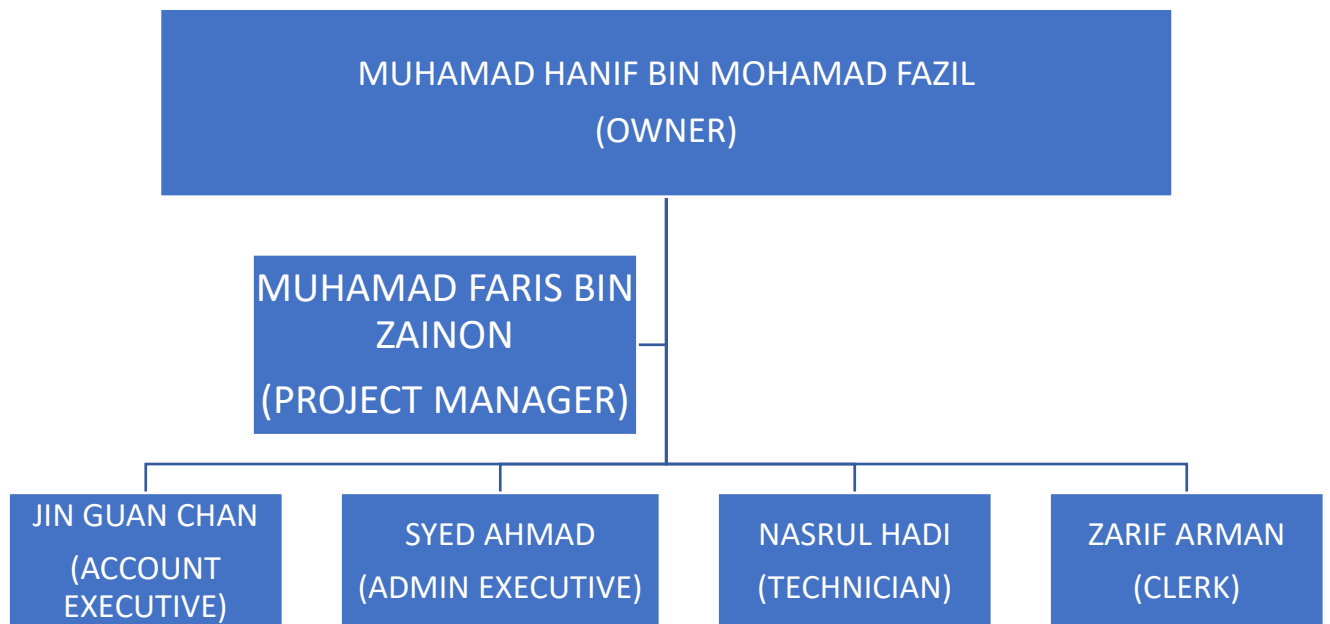 MUHAMAD HANIF BIN MOHAMAD FAZIL
(OWNER)
MUHAMAD FARIS BIN
ZAINON
(PROJECT MANAGER)
JIN GUAN CHAN
(ACCOUNT
EXECUTIVE)
SYED AHMAD
(ADMIN EXECUTIVE)
NASRUL HADI
(TECHNICIAN)
ZARIF ARMAN
(CLERK)